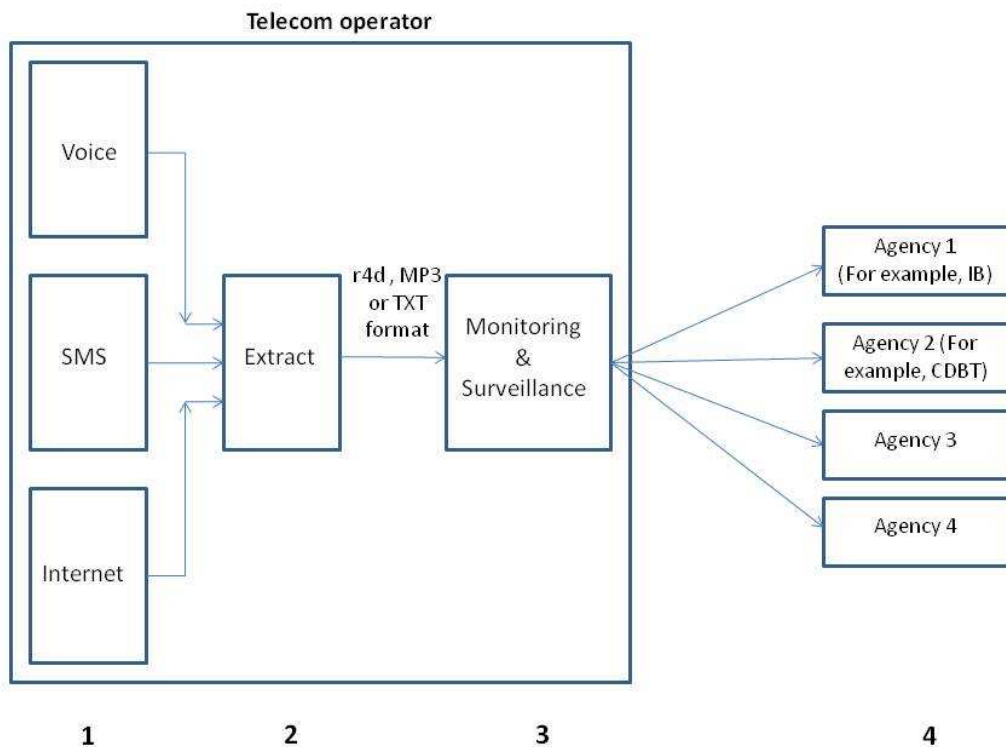 Telecom operator
Voice
SMS
Internet
Extract
r4d , MP3
or TXT
format
Monitoring
&
Surveillance
Agency 1
(For example, IB)
Agency 2 (For
example, CDBT)
Agency 3
Agency 4
1
2
3
4